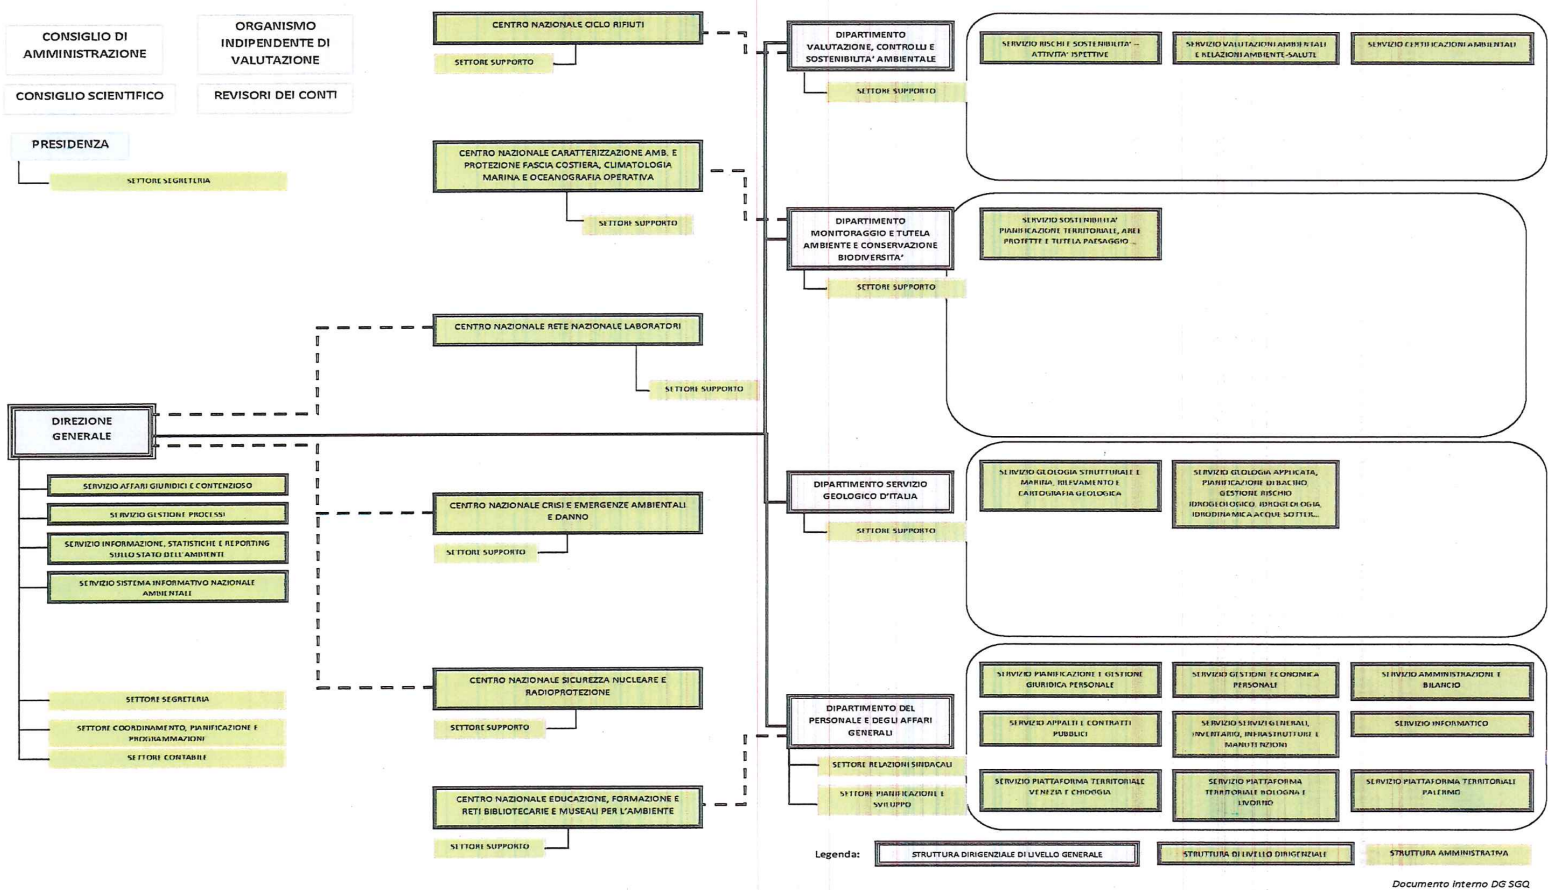 CONSIGLIO DI
AMMINISTRAZIONE
ORGANISMO
INDIPENDENTE DI
VALUTAZIONE
CONSIGLIO SCIENTIFICO
REVISORI DEI CONTI
PRESIDENZA
SETTORE SEGRETERIA
DIREZIONE
GENERALE
SERVIZIO AFFARI GIURIDICI E CONTENZIOSO
SERVIZIO GESTIONE PROCESSI
SERVIZIO INFORMAZIONE, STATISTICHE E REPORTING
SULLO STATO DELL'AMBIENTE
SERVIZIO SISTEMA INFORMATIVO NAZIONALE
AMBIENTALE
SETTORE SEGRETERIA
SETTORE COORDINAMENTO, PIANIFICAZIONE E
PROGRAMMAZIONI
SETTORE CONTABILE
CENTRO NAZIONALE CICLO RIFIUTI
SETTORE SUPPORTO
CENTRO NAZIONALE CARATTERIZZAZIONE AMB. E
PROTEZIONE FASCIA COSTIERA, CLIMATOLOGIA
MARINA E OCEANOGRAFIA OPERATIVA
SETTORE SUPPORTO
CENTRO NAZIONALE RETE NAZIONALE LABORATORI
SETTORE SUPPORTO
CENTRO NAZIONALE CRISI E EMERGENZE AMBIENTALI
E DANNO
SETTORE SUPPORTO
CENTRO NAZIONALE SICUREZZA NUCLEARE E
RADIOPROTEZIONE
SETTORE SUPPORTO
CENTRO NAZIONALE EDUCAZIONE, FORMAZIONE E
RETI BIBLIOTECARIE E MUSEALI PER L'AMBIENTE
SETTORE SUPPORTO
DIPARTIMENTO
VALUTAZIONE, CONTROLLI E
SOSTENIBILITA' AMBIENTALE
SETTORE SUPPORTO
SERVIZIO RISCHI E SOSTENIBILITA' –
ATTIVITA' ISPETTIVE
SERVIZIO VALUTAZIONI AMBIENTALI
E RELAZIONI AMBIENTE-SALUTE
SERVIZIO CERTIFICAZIONI AMBIENTALI
DIPARTIMENTO
MONITORAGGIO E TUTELA
AMBIENTE E CONSERVAZIONE
BIODIVERSITA'
SETTORE SUPPORTO
SERVIZIO SOSTENIBILITA'
PIANIFICAZIONE TERRITORIALE, AREE
PROTETTE E TUTELA PAESAGGIO ...
DIPARTIMENTO SERVIZIO
GEOLOGICO D'ITALIA
SETTORE SUPPORTO
SERVIZIO GEOLOGIA STRUTTURALE E
MARINA, RILEVAMENTO E
CARTOGRAFIA GEOLOGICA
SERVIZIO GEOLOGIA APPLICATA,
PIANIFICAZIONE DI BACINO,
GESTIONE RISCHIO
IDROGEOLOGICO, IDROGEOLOGIA,
IDRODINAMICA ACQUE SOTTER...
DIPARTIMENTO DEL
PERSONALE E DEGLI AFFARI
GENERALI
SETTORE RELAZIONI SINDACALI
SETTORE PIANIFICAZIONE E
SVILUPPO
SERVIZIO PIANIFICAZIONE E GESTIONE
GIURIDICA PERSONALE
SERVIZIO GESTIONE ECONOMICA
PERSONALE
SERVIZIO AMMINISTRAZIONE E
BILANCIO
SERVIZIO APPALTI E CONTRATTI
PUBBLICI
SERVIZIO SERVIZI GENERALI,
INVENTARIO, INFRASTRUTTURE E
MANUTENZIONI
SERVIZIO INFORMATICO
SERVIZIO PIATTAFORMA TERRITORIALE
VENEZIA E CHIOGGIA
SERVIZIO PIATTAFORMA
TERRITORIALE BOLOGNA E
LIVORNO
SERVIZIO PIATTAFORMA TERRITORIALE
PALERMO
Legenda:
STRUTTURA DIRIGENZIALE DI LIVELLO GENERALE
STRUTTURA DI LIVELLO DIRIGENZIALE
STRUTTURA AMMINISTRATIVA
Documento interno DG SGQ